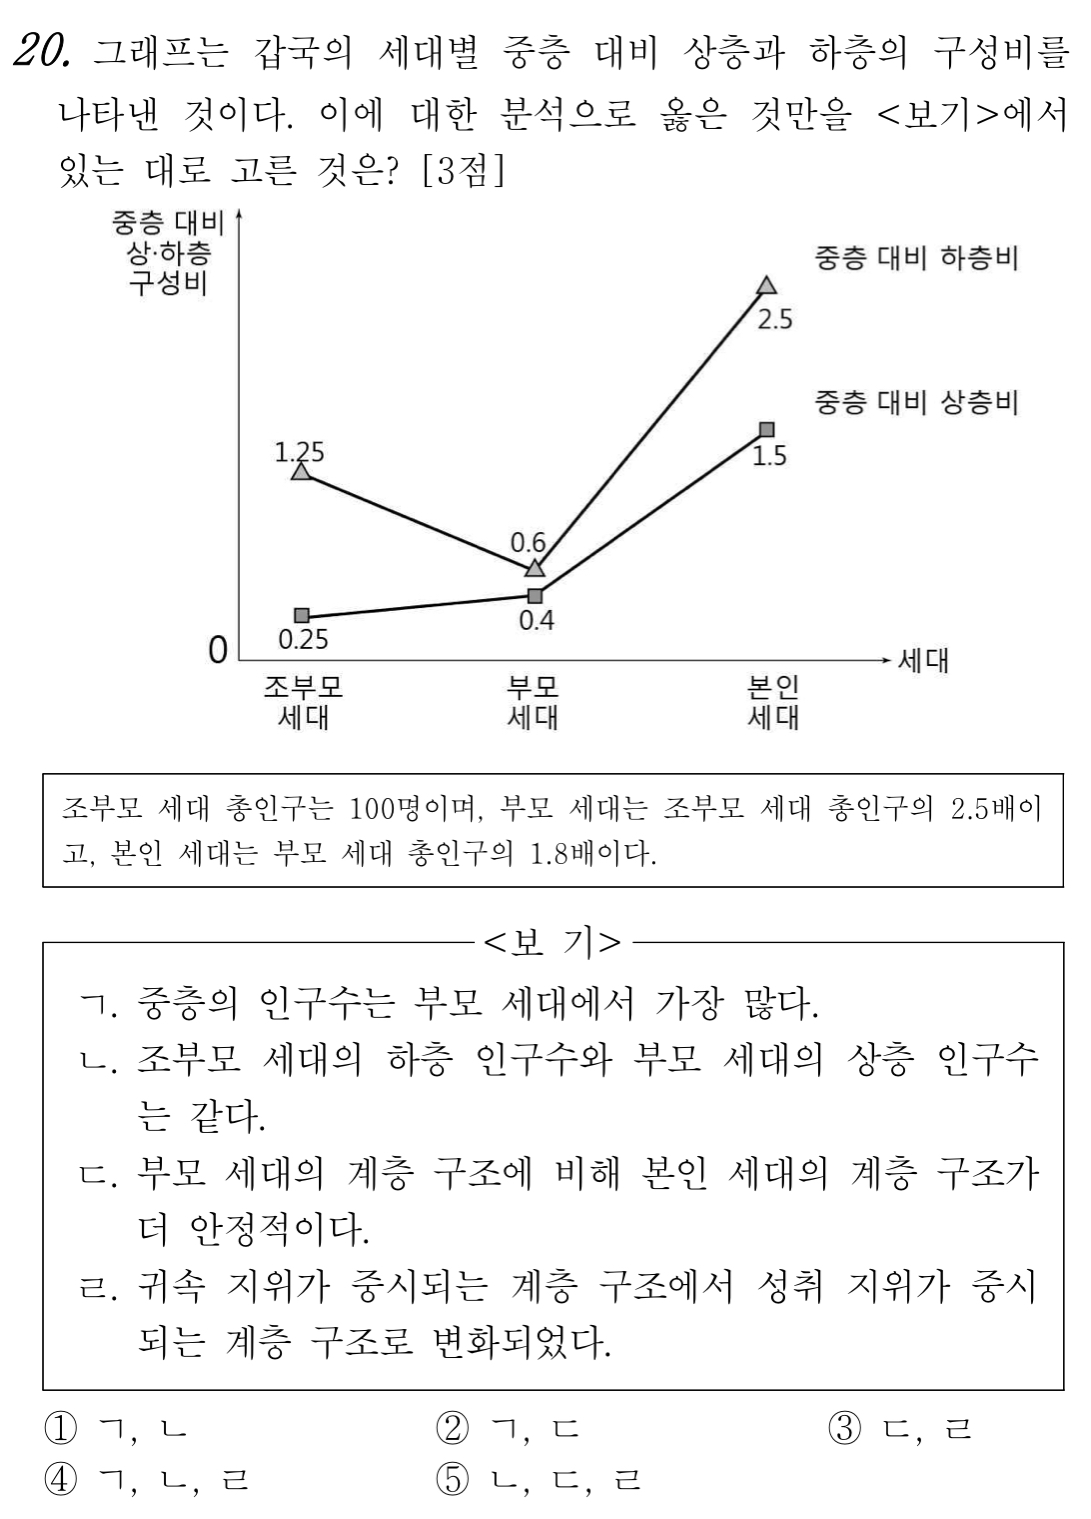 20. 그래프는 갑국의 세대별 중층 대비 상층과 하층의 구성비를
나타낸 것이다. 이에 대한 분석으로 옳은 것만을 <보기>에서
있는 대로 고른 것은? [3점]
중층 대비
상·하층
구성비
중층 대비 하층비
2.5
중층 대비 상층비
1.5
1.25
0.6
0.4
0.25
0
세대
조부모
세대
부모
세대
본인
세대
조부모 세대 총인구는 100명이며, 부모 세대는 조부모 세대 총인구의 2.5배이
고, 본인 세대는 부모 세대 총인구의 1.8배이다.
<보 기>
ㄱ. 중층의 인구수는 부모 세대에서 가장 많다.
ㄴ. 조부모 세대의 하층 인구수와 부모 세대의 상층 인구수
는 같다.
ㄷ. 부모 세대의 계층 구조에 비해 본인 세대의 계층 구조가
더 안정적이다.
ㄹ. 귀속 지위가 중시되는 계층 구조에서 성취 지위가 중시
되는 계층 구조로 변화되었다.
① ㄱ, ㄴ ② ㄱ, ㄷ ③ ㄷ, ㄹ
④ ㄱ, ㄴ, ㄹ ⑤ ㄴ, ㄷ, ㄹ